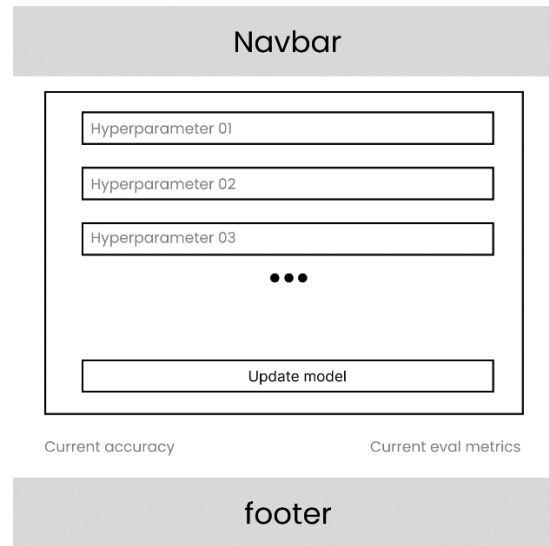 Navbar
Hyperparameter 01
Hyperparameter 02
Hyperparameter 03
Update model
Current accuracy
Current eval metrics
footer